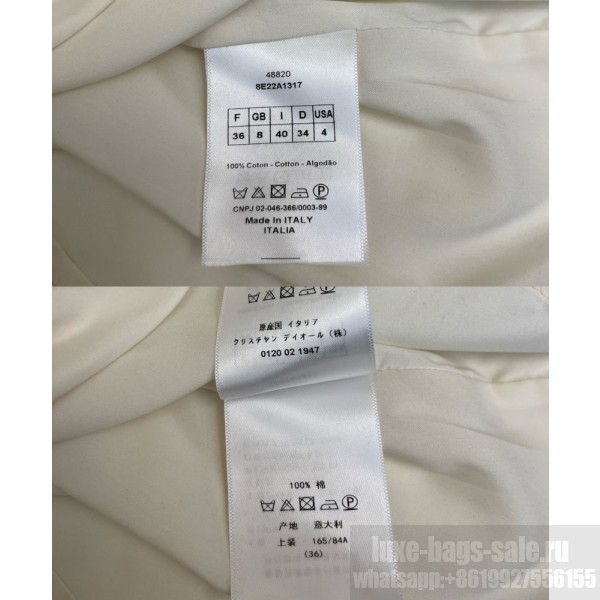 48820
8E22A1317
F GB I D USA
36 8 40 34 4
100% Coton - Cotton - Algodão
CNPJ 02-046-366/0003-99
Made In ITALY
ITALIA
原産国 イタリア
クリスチャン デイオール (株)
0120 02 1947
100% 棉
产地 意大利
上装 165/84A
(36)
luxe-bags-sale.ru
whatsapp:+8619927556155